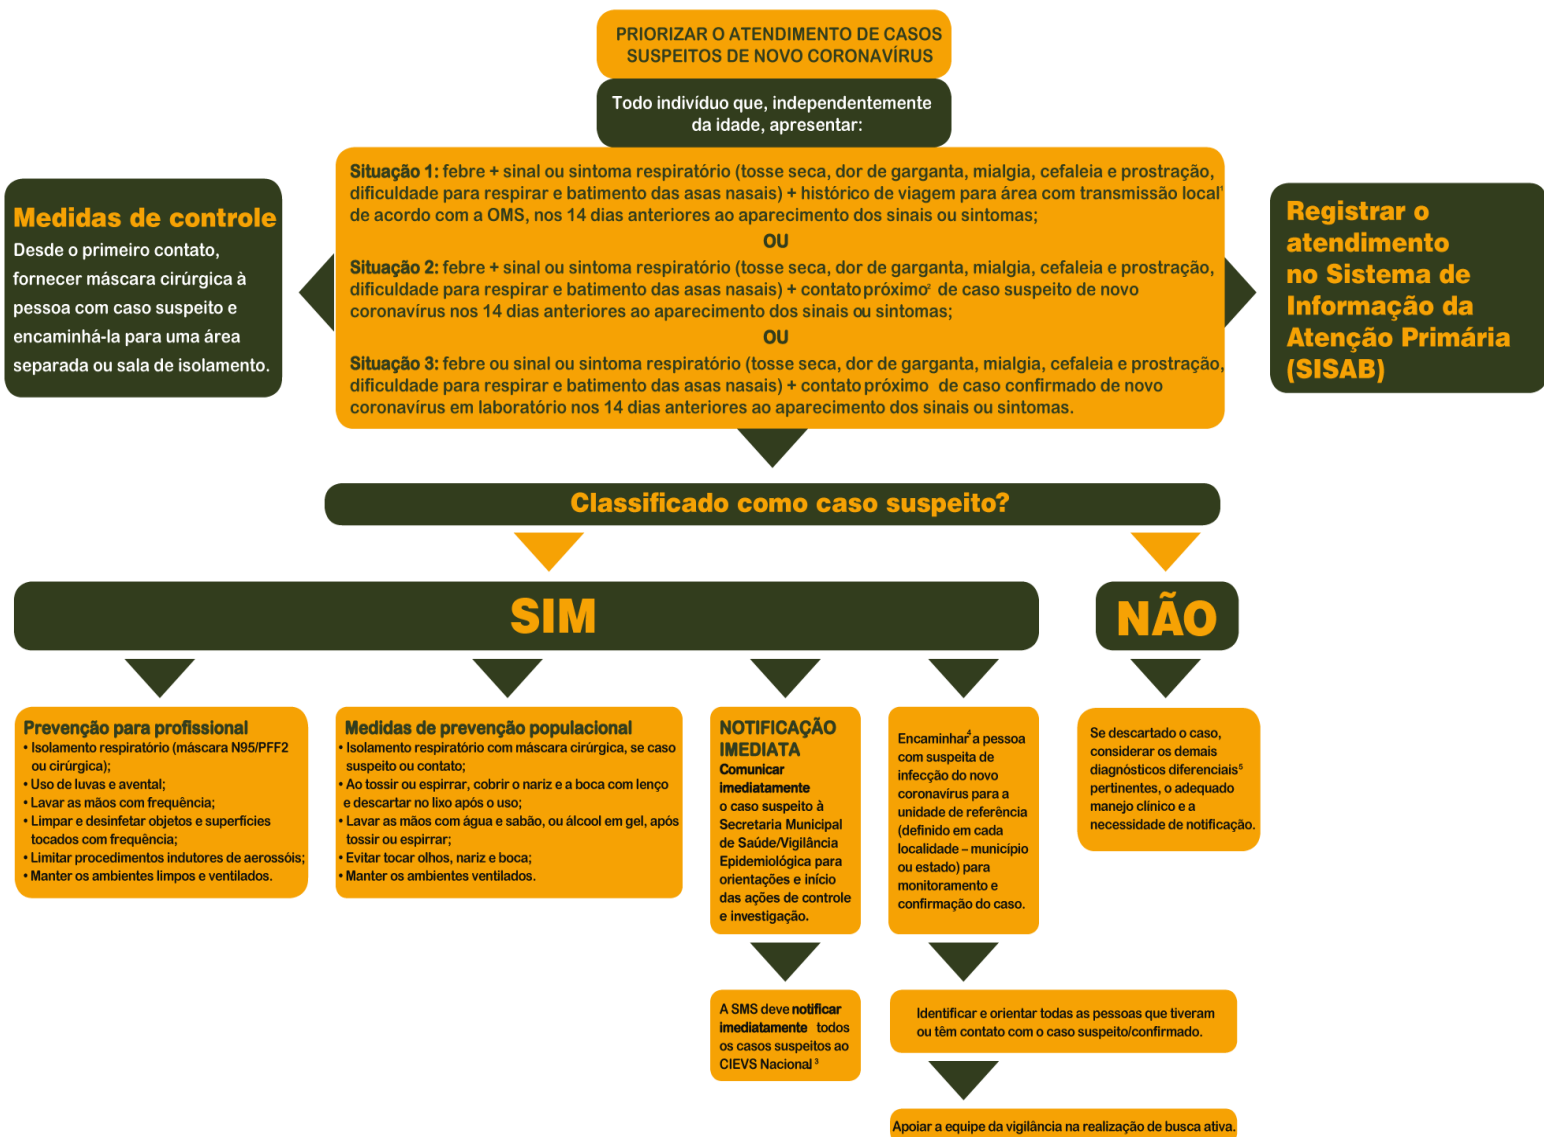 PRIORIZAR O ATENDIMENTO DE CASOS
SUSPEITOS DE NOVO CORONAVÍRUS
Todo indivíduo que, independentemente
da idade, apresentar:
Situação 1: febre + sinal ou sintoma respiratório (tosse seca, dor de garganta, mialgia, cefaleia e prostração,
dificuldade para respirar e batimento das asas nasais) + histórico de viagem para área com transmissão local¹
de acordo com a OMS, nos 14 dias anteriores ao aparecimento dos sinais ou sintomas;
OU
Situação 2: febre + sinal ou sintoma respiratório (tosse seca, dor de garganta, mialgia, cefaleia e prostração,
dificuldade para respirar e batimento das asas nasais) + contato próximo² de caso suspeito de novo
coronavírus nos 14 dias anteriores ao aparecimento dos sinais ou sintomas;
OU
Situação 3: febre ou sinal ou sintoma respiratório (tosse seca, dor de garganta, mialgia, cefaleia e prostração,
dificuldade para respirar e batimento das asas nasais) + contato próximo de caso confirmado de novo
coronavírus em laboratório nos 14 dias anteriores ao aparecimento dos sinais ou sintomas.
Medidas de controle
Desde o primeiro contato,
fornecer máscara cirúrgica à
pessoa com caso suspeito e
encaminhá-la para uma área
separada ou sala de isolamento.
Registrar o
atendimento
no Sistema de
Informação da
Atenção Primária
(SISAB)
Classificado como caso suspeito?
SIM
NÃO
Prevenção para profissional
• Isolamento respiratório (máscara N95/PFF2
ou cirúrgica);
• Uso de luvas e avental;
• Lavar as mãos com frequência;
• Limpar e desinfetar objetos e superfícies
tocados com frequência;
• Limitar procedimentos indutores de aerossóis;
• Manter os ambientes limpos e ventilados.
Medidas de prevenção populacional
• Isolamento respiratório com máscara cirúrgica, se caso
suspeito ou contato;
• Ao tossir ou espirrar, cobrir o nariz e a boca com lenço
e descartar no lixo após o uso;
• Lavar as mãos com água e sabão, ou álcool em gel, após
tossir ou espirrar;
• Evitar tocar olhos, nariz e boca;
• Manter os ambientes ventilados.
NOTIFICAÇÃO
IMEDIATA
Comunicar
imediatamente
o caso suspeito à
Secretaria Municipal
de Saúde/Vigilância
Epidemiológica para
orientações e início
das ações de controle
e investigação.
A SMS deve notificar
imediatamente todos
os casos suspeitos ao
CIEVS Nacional ³
Encaminhar⁴ a pessoa
com suspeita de
infecção do novo
coronavírus para a
unidade de referência
(definido em cada
localidade – município
ou estado) para
monitoramento e
confirmação do caso.
Identificar e orientar todas as pessoas que tiveram
ou têm contato com o caso suspeito/confirmado.
Apoiar a equipe da vigilância na realização de busca ativa.
Se descartado o caso,
considerar os demais
diagnósticos diferenciais⁵
pertinentes, o adequado
manejo clínico e a
necessidade de notificação.